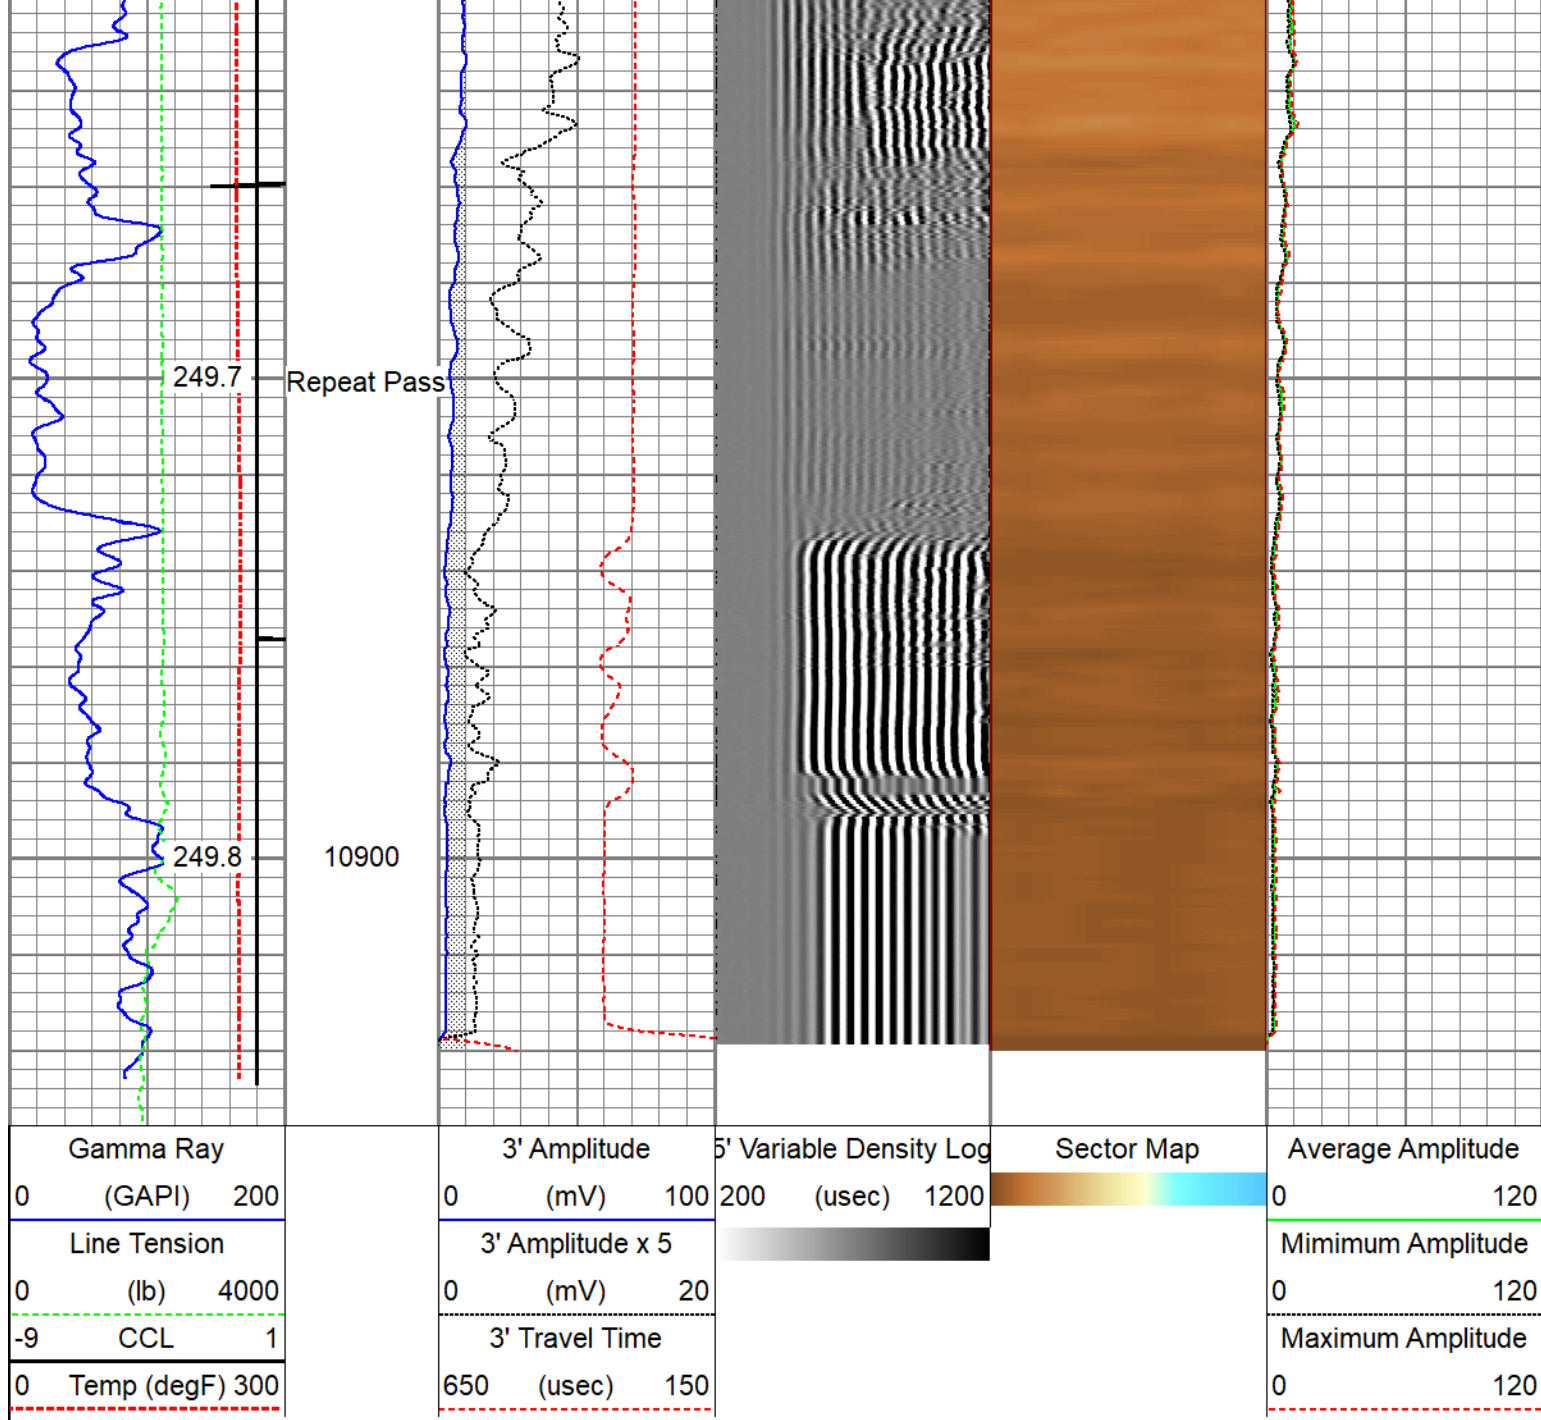 249.7
Repeat Pass
249.8
10900
Gamma Ray
0 (GAPI) 200
Line Tension
0 (lb) 4000
-9 CCL 1
0 Temp (degF) 300
3' Amplitude
0 (mV) 100
3' Amplitude x 5
0 (mV) 20
3' Travel Time
650 (usec) 150
5' Variable Density Log
200 (usec) 1200
Sector Map
Average Amplitude
0 120
Mimimum Amplitude
0 120
Maximum Amplitude
0 120